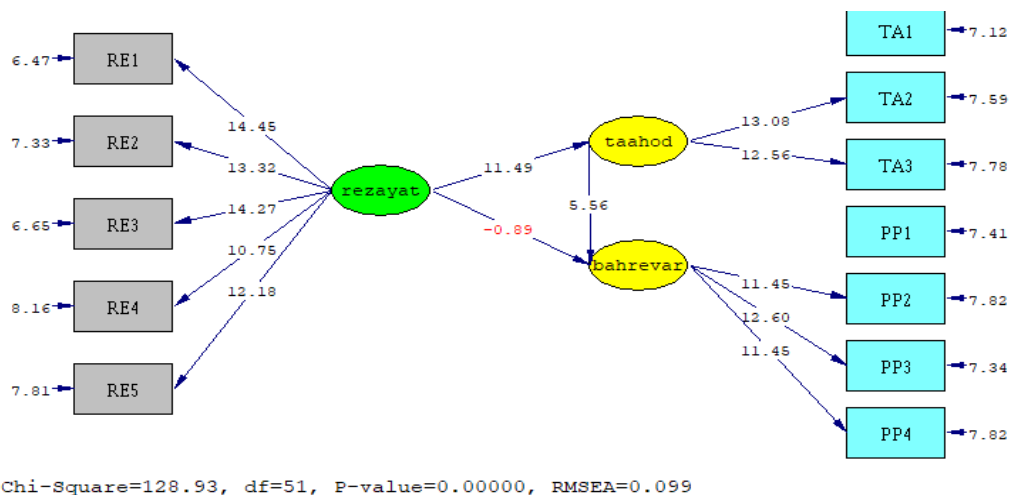 TA1 7.12
6.47 RE1
TA2 7.59
14.45
13.08
7.33 RE2
taahod
12.56
TA3 7.78
13.32
11.49
rezayat
14.27
5.56
6.65 RE3
-0.89
PP1 7.41
10.75
bahrevar
12.18
11.45
PP2 7.82
8.16 RE4
12.60
11.45
PP3 7.34
7.81 RE5
PP4 7.82
Chi-Square=128.93, df=51, P-value=0.00000, RMSEA=0.099